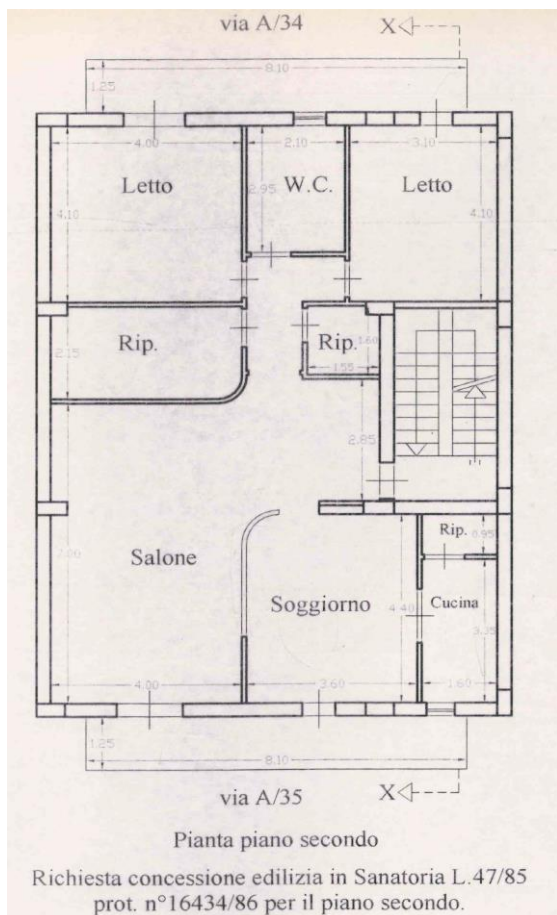 via A/34
X
8.10
1.25
4.00
2.10
3.10
Letto
W.C.
Letto
2.95
4.10
4.10
Rip.
Rip.
1.60
2.15
1.55
2.85
Rip.
0.95
Salone
7.00
Soggiorno
4.40
Cucina
3.35
4.00
3.60
1.60
1.25
8.10
via A/35
X
Pianta piano secondo
Richiesta concessione edilizia in Sanatoria L.47/85
prot. n°16434/86 per il piano secondo.